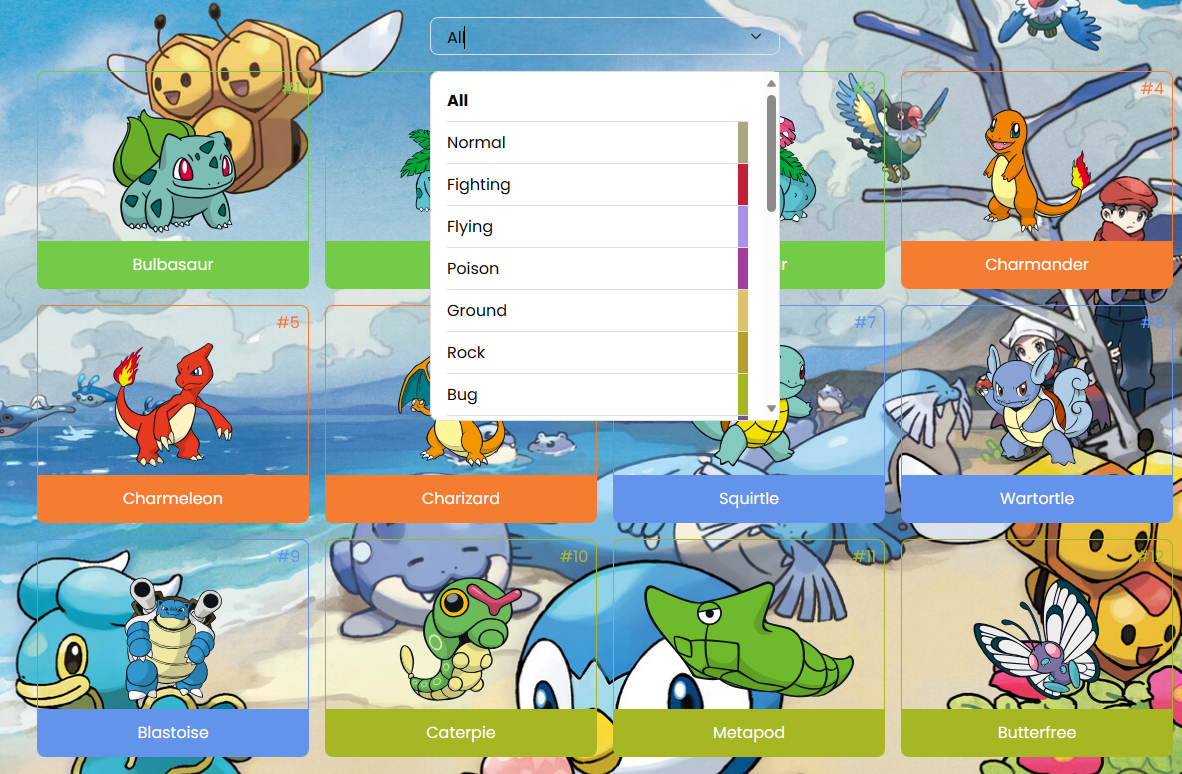 All
#1
#3
#4
All
Normal
Fighting
Flying
Poison
Ground
Rock
Bug
Bulbasaur
r
Charmander
#5
#7
#8
Charmeleon
Charizard
Squirtle
Wartortle
#9
#10
#11
#12
Blastoise
Caterpie
Metapod
Butterfree